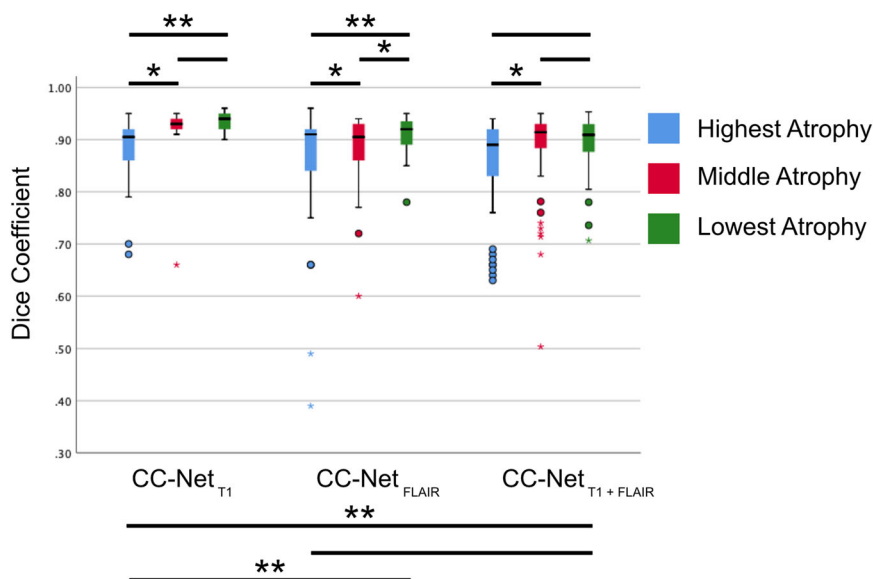 ** ** 
* * *
1.00
.90
.80
.70
.60
.50
.40
.30
Dice Coefficient
Highest Atrophy
Middle Atrophy
Lowest Atrophy
CC-Net T1
CC-Net FLAIR
CC-Net T1 + FLAIR
**
**